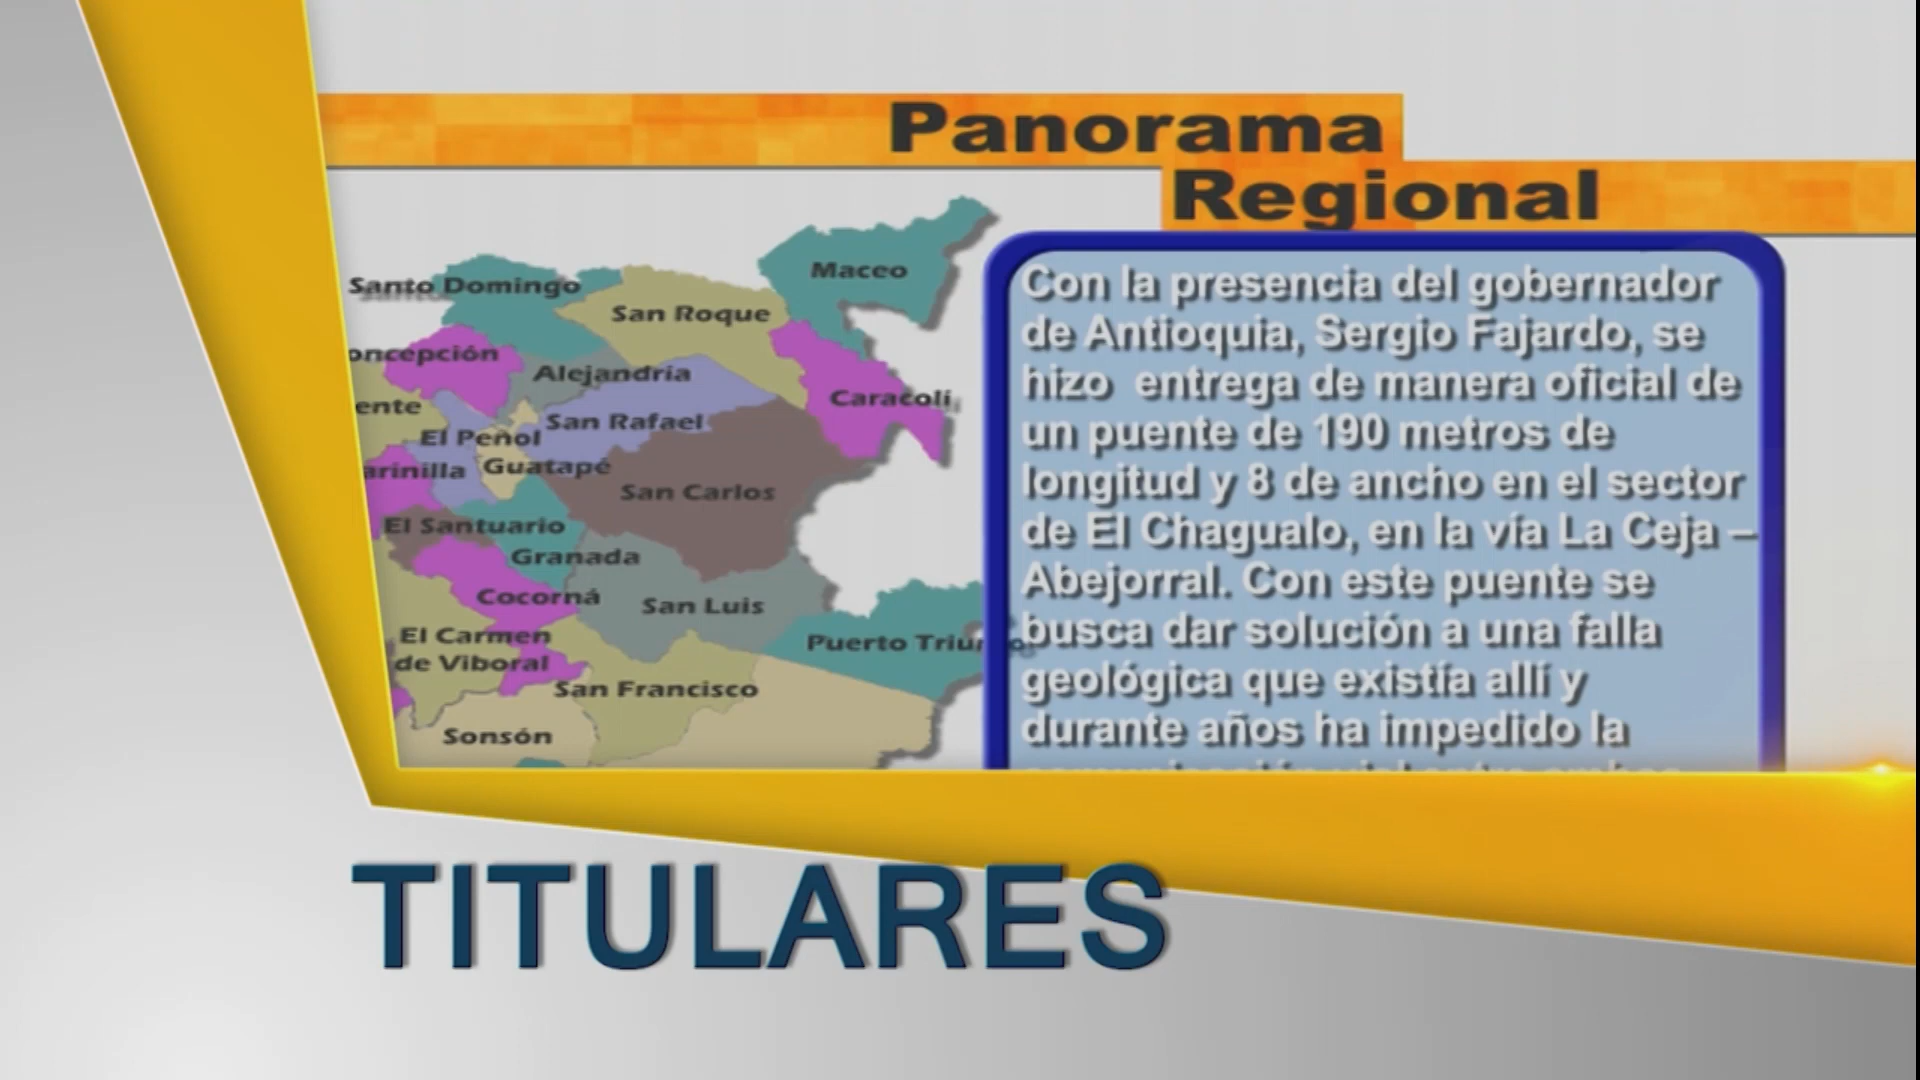 Panorama
Regional
Maceo
Santo Domingo
San Roque
oncepción
Alejandría
Caracolí
ente
San Rafael
El Peñol
arinilla
Guatapé
San Carlos
El Santuario
Granada
Cocorná
San Luis
El Carmen
de Viboral
Puerto Triun
San Francisco
Sonsón
Con la presencia del gobernador
de Antioquia, Sergio Fajardo, se
hizo entrega de manera oficial de
un puente de 190 metros de
longitud y 8 de ancho en el sector
de El Chagualo, en la vía La Ceja –
Abejorral. Con este puente se
busca dar solución a una falla
geológica que existía allí y
durante años ha impedido la
TITULARES